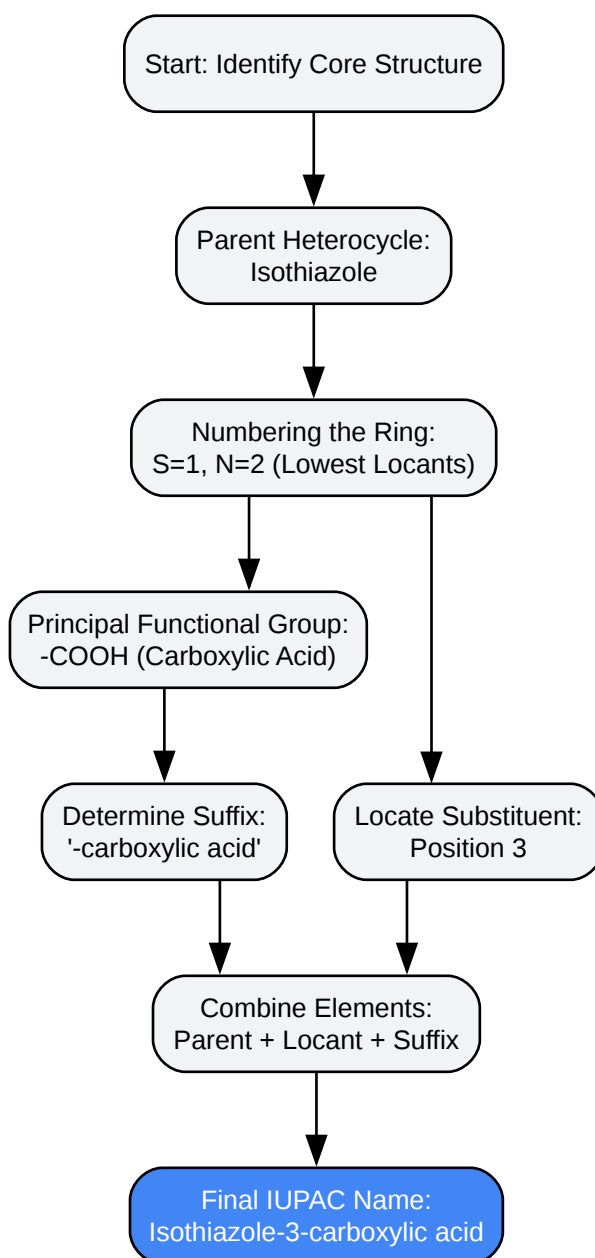 Start: Identify Core Structure
Parent Heterocycle:
Isothiazole
Numbering the Ring:
S=1, N=2 (Lowest Locants)
Principal Functional Group:
-COOH (Carboxylic Acid)
Determine Suffix:
'-carboxylic acid'
Locate Substituent:
Position 3
Combine Elements:
Parent + Locant + Suffix
Final IUPAC Name:
Isothiazole-3-carboxylic acid